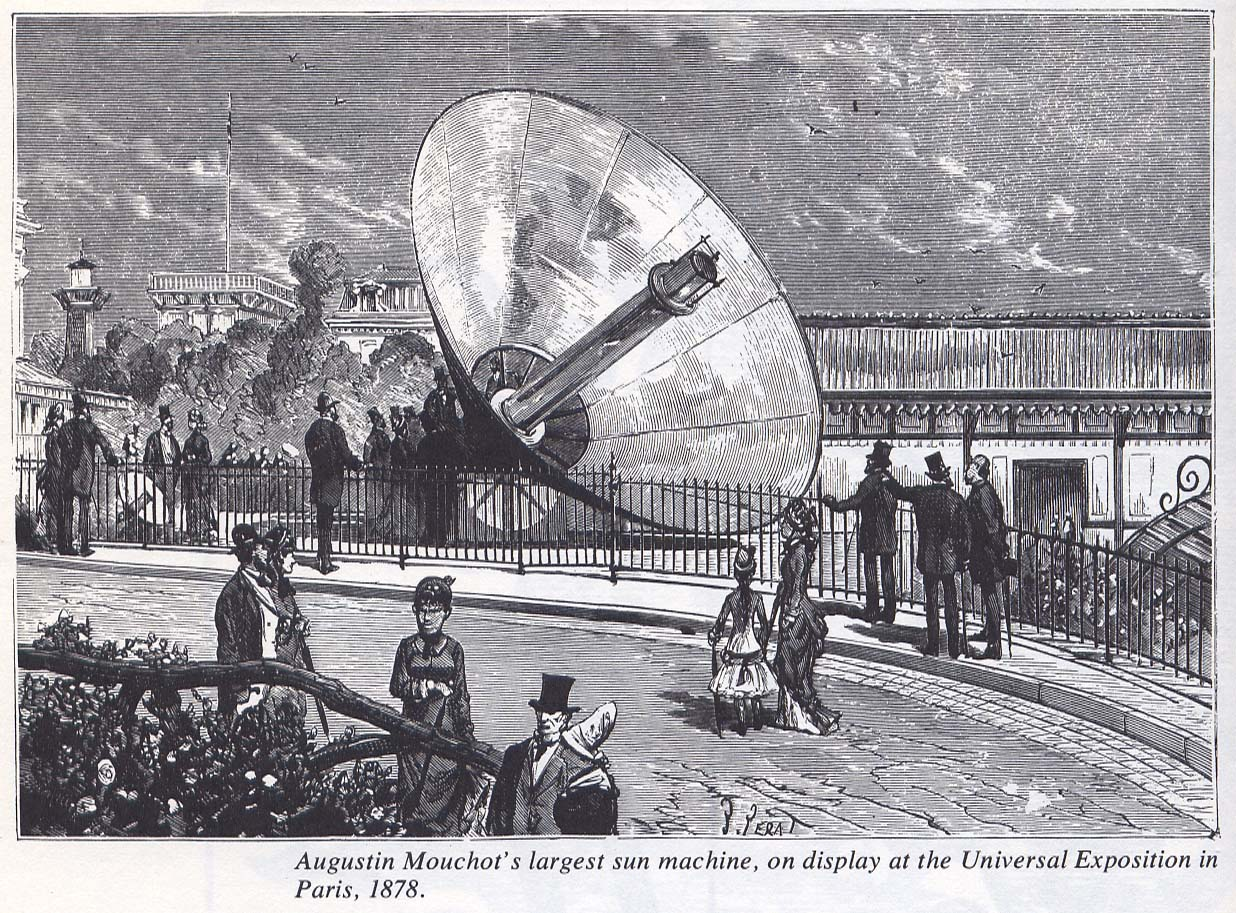 Augustin Mouchot's largest sun machine, on display at the Universal Exposition in
Paris, 1878.